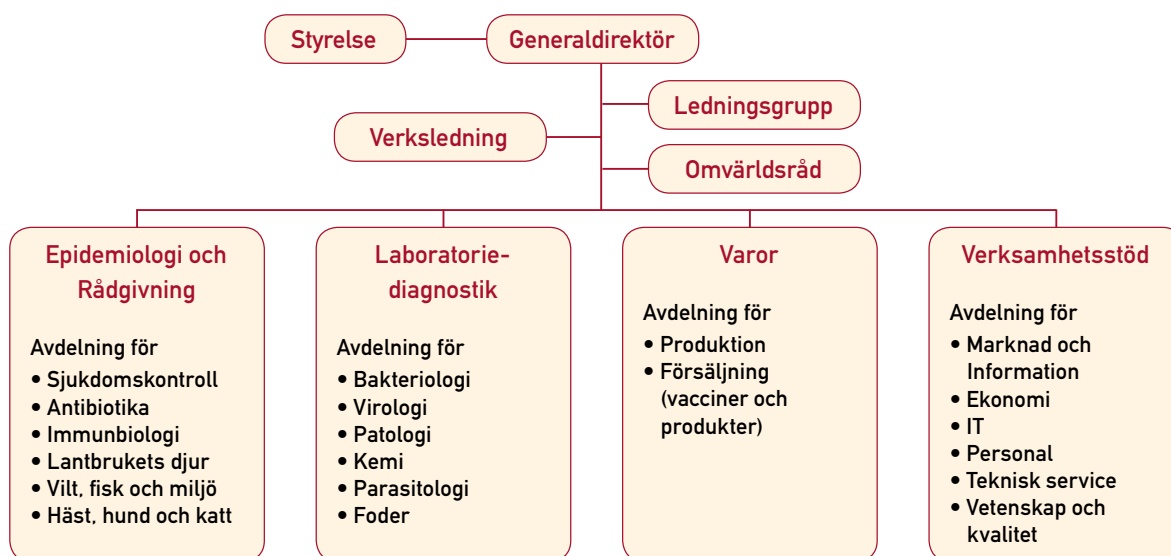 Styrelse
Generaldirektör
Ledningsgrupp
Verksledning
Omvärldsråd
Epidemiologi och
Rådgivning
Avdelning för
• Sjukdomskontroll
• Antibiotika
• Immunbiologi
• Lantbrukets djur
• Vilt, fisk och miljö
• Häst, hund och katt
Laboratorie-
diagnostik
Avdelning för
• Bakteriologi
• Virologi
• Patologi
• Kemi
• Parasitologi
• Foder
Varor
Avdelning för
• Produktion
• Försäljning
(vacciner och
produkter)
Verksamhetsstöd
Avdelning för
• Marknad och
Information
• Ekonomi
• IT
• Personal
• Teknisk service
• Vetenskap och
kvalitet